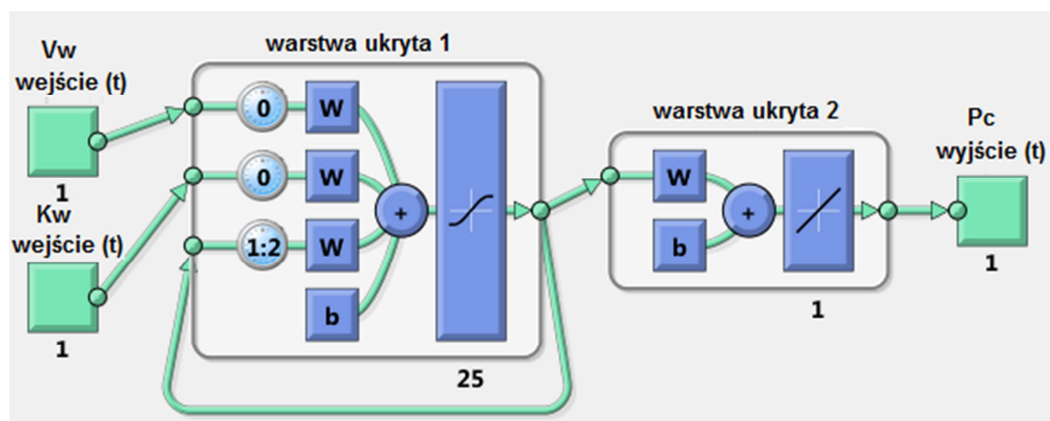 Vw
wejście (t)
1
Kw
wejście (t)
1
warstwa ukryta 1
0
W
0
W
1:2
W
b
+
25
warstwa ukryta 2
W
b
+
1
Pc
wyjście (t)
1